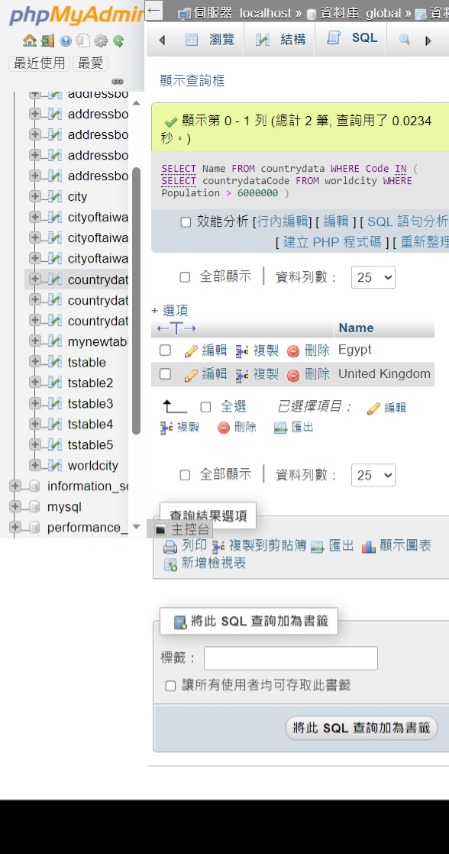 phpMyAdmin
伺服器: localhost » 資料庫: global » 資料
最近使用 最愛
瀏覽 結構 SQL
顯示查詢框
addressbo
addressbo
addressbo
addressbo
addressbo
city
cityoftaiwa
cityoftaiwa
cityoftaiwa
countrydat
countrydat
countrydat
mynewtabl
tstable
tstable2
tstable3
tstable4
tstable5
worldcity
information_s
mysql
performance_
顯示第 0 - 1 列 (總計 2 筆, 查詢用了 0.0234
秒。)
SELECT Name FROM countrydata WHERE Code IN (
SELECT countrydataCode FROM worldcity WHERE
Population > 6000000 )
效能分析 [行內編輯] [ 編輯 ] [ SQL 語句分析
[ 建立 PHP 程式碼 ] [ 重新整理
全部顯示 | 資料列數: 25
+ 選項
←T→ Name
編輯 複製 刪除 Egypt
編輯 複製 刪除 United Kingdom
全選 已選擇項目: 編輯
複製 刪除 匯出
全部顯示 | 資料列數: 25
查詢結果選項
主控台
列印 複製到剪貼簿 匯出 顯示圖表
新增檢視表
將此 SQL 查詢加為書籤
標籤:
讓所有使用者均可存取此書籤
將此 SQL 查詢加為書籤